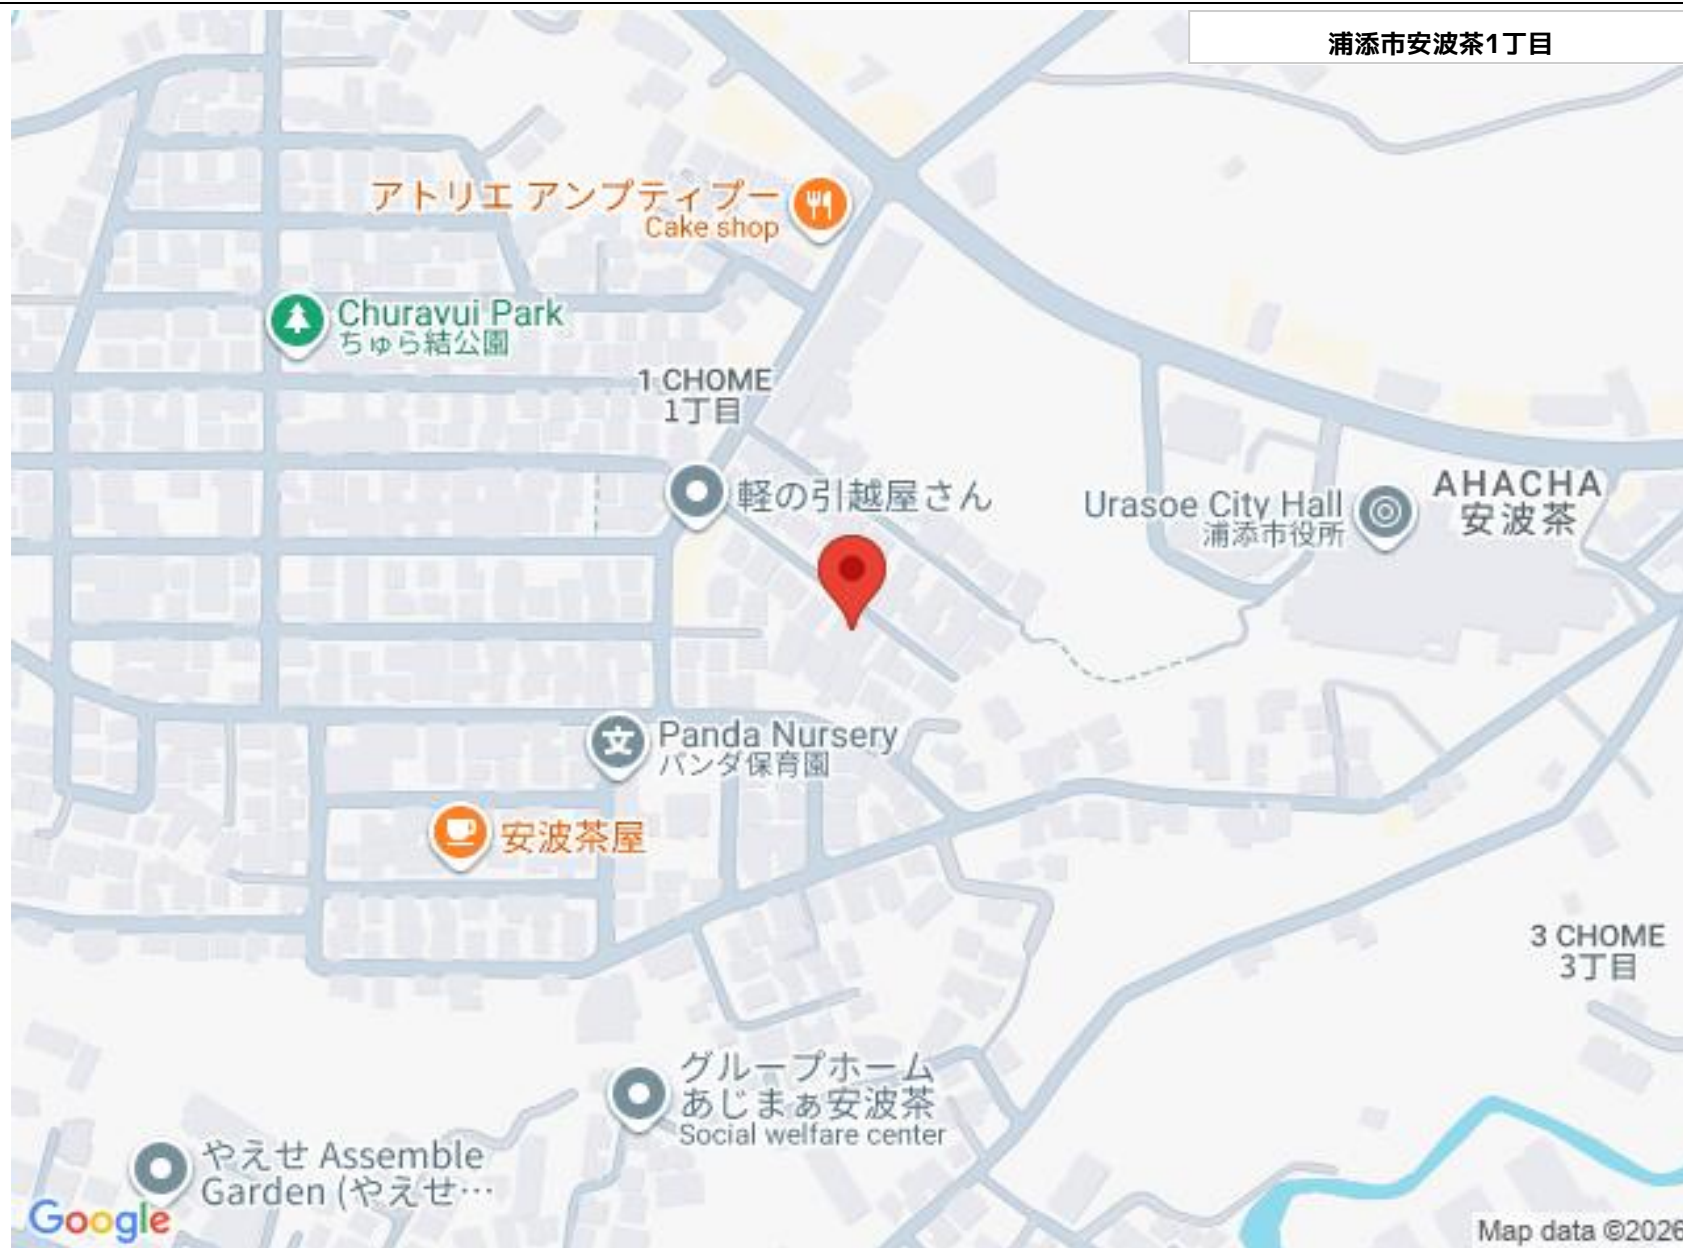 浦添市安波茶1丁目
アトリエ アンプティプー
Cake shop
Churavui Park
ちゅら結公園
1 CHOME
1丁目
軽の引越屋さん
Urasoe City Hall
浦添市役所
AHACHA
安波茶
Panda Nursery
パンダ保育園
安波茶屋
3 CHOME
3丁目
グループホーム
あじまぁ安波茶
Social welfare center
やえせ Assemble
Garden (やえせ…
Google
Map data ©2026